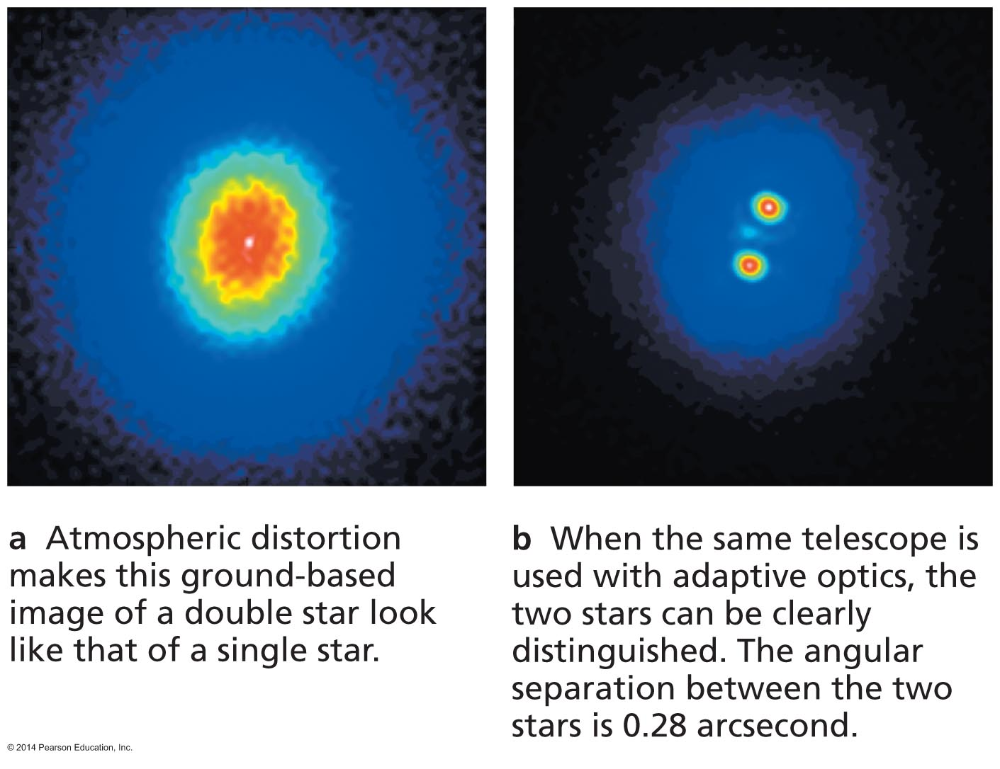 a Atmospheric distortion
makes this ground-based
image of a double star look
like that of a single star.
b When the same telescope is
used with adaptive optics, the
two stars can be clearly
distinguished. The angular
separation between the two
stars is 0.28 arcsecond.
© 2014 Pearson Education, Inc.